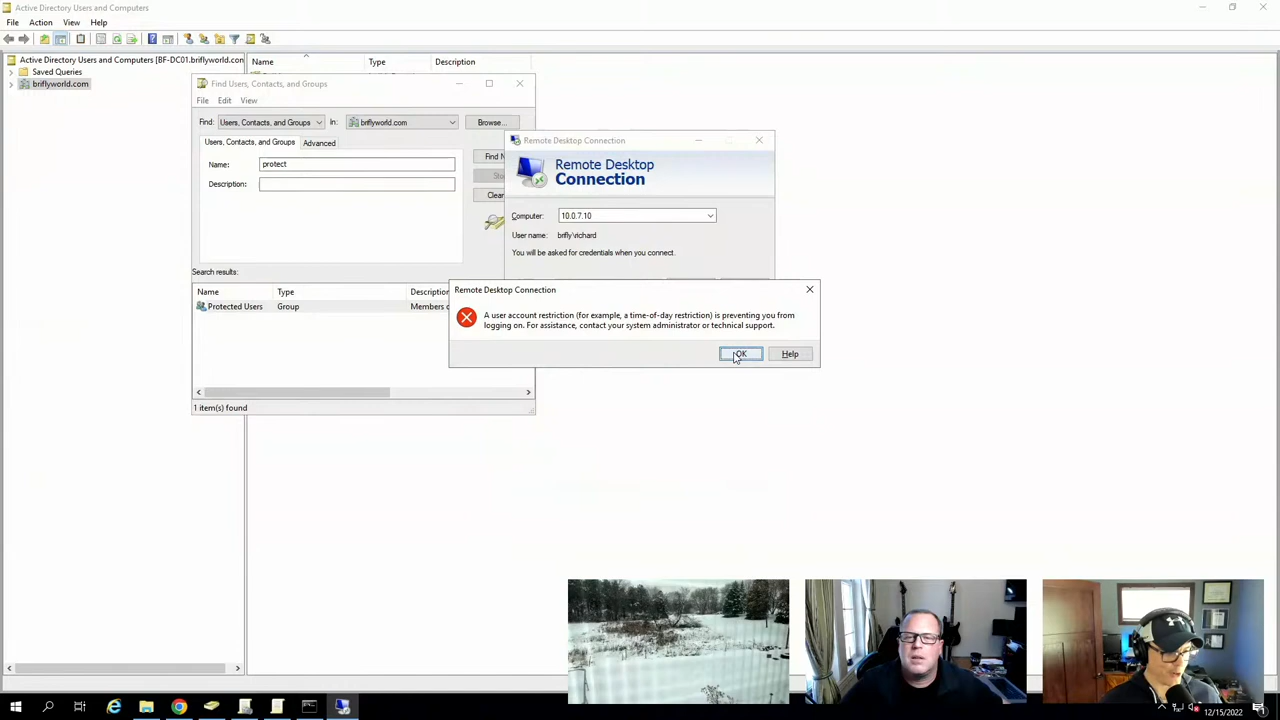 Active Directory Users and Computers
File Action View Help
Active Directory Users and Computers [BF-DC01.briflyworld.con
Saved Queries
briflyworld.com
Name Type Description
Find Users, Contacts, and Groups
File Edit View
Find: Users, Contacts, and Groups In: briflyworld.com Browse...
Users, Contacts, and Groups Advanced
Name: protect
Description:
Find N
Sto
Clear
Search results:
Name Type Descriptio
Protected Users Group Members o
1 item(s) found
Remote Desktop Connection
Remote Desktop
Connection
Computer: 10.0.7.10
User name: brifly\richard
You will be asked for credentials when you connect.
Remote Desktop Connection
A user account restriction (for example, a time-of-day restriction) is preventing you from
logging on. For assistance, contact your system administrator or technical support.
OK Help
12/15/2022